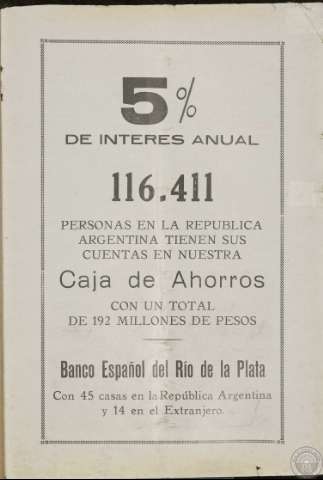 5%
DE INTERES ANUAL
116.411
PERSONAS EN LA REPUBLICA
ARGENTINA TIENEN SUS
CUENTAS EN NUESTRA
Caja de Ahorros
CON UN TOTAL
DE 192 MILLONES DE PESOS
Banco Español del Río de la Plata
Con 45 casas en la República Argentina
y 14 en el Extranjero.